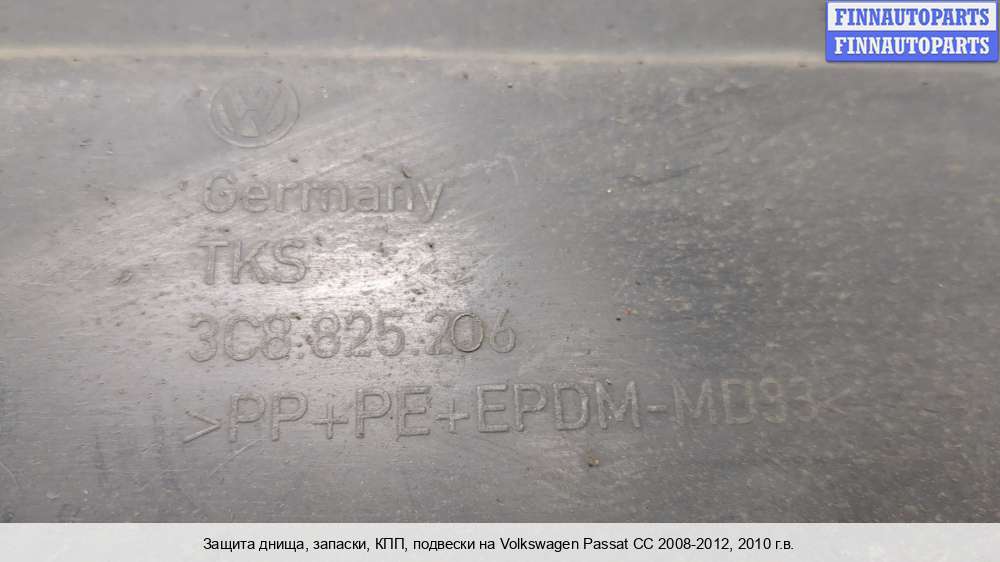 FINNAUTOPARTS
FINNAUTOPARTS
VW
Germany
TKS
3C8.825.206
>PP+PE+EPDM-MD93<
Защита днища, запаски, КПП, подвески на Volkswagen Passat CC 2008-2012, 2010 г.в.